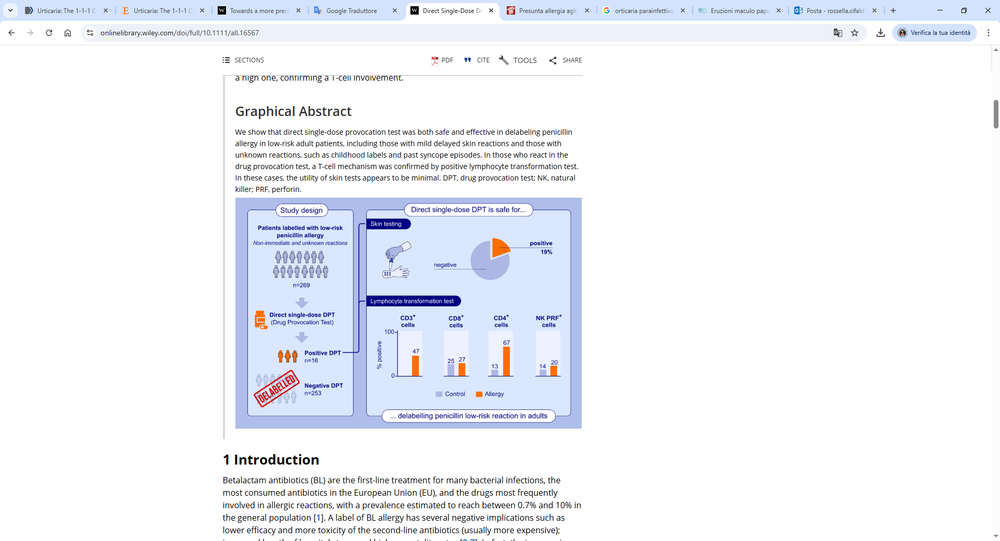 Urticaria: The 1-1-1 C
Urticaria: The 1-1-1 C
Towards a more preci
Google Traduttore
Direct Single-Dose Dr
Presunta allergia agli
orticaria parainfettiva
Eruzioni maculo papu
Posta - rossella.cifaldi
onlinelibrary.wiley.com/doi/full/10.1111/all.16567
Verifica la tua identità
SECTIONS
PDF
CITE
TOOLS
SHARE
a high one, confirming a T-cell involvement.
Graphical Abstract
We show that direct single-dose provocation test was both safe and effective in delabeling penicillin
allergy in low-risk adult patients, including those with mild delayed skin reactions and those with
unknown reactions, such as childhood labels and past syncope episodes. In those who react in the
drug provocation test, a T-cell mechanism was confirmed by positive lymphocyte transformation test.
In these cases, the utility of skin tests appears to be minimal. DPT, drug provocation test; NK, natural
killer; PRF, perforin.
Study design
Patients labelled with low-risk
penicillin allergy
Non-immediate and unknown reactions
n=269
Direct single-dose DPT
(Drug Provocation Test)
Positive DPT
n=16
DELABELLED
Negative DPT
n=253
Direct single-dose DPT is safe for...
Skin testing
positive
19%
negative
Lymphocyte transformation test
CD3+
cells
CD8+
cells
CD4+
cells
NK PRF+
cells
% positive
100
0
47
25
27
13
67
14
20
Control
Allergy
... delabelling penicillin low-risk reaction in adults
1 Introduction
Betalactam antibiotics (BL) are the first-line treatment for many bacterial infections, the
most consumed antibiotics in the European Union (EU), and the drugs most frequently
involved in allergic reactions, with a prevalence estimated to reach between 0.7% and 10% in
the general population [1]. A label of BL allergy has several negative implications such as
lower efficacy and more toxicity of the second-line antibiotics (usually more expensive);